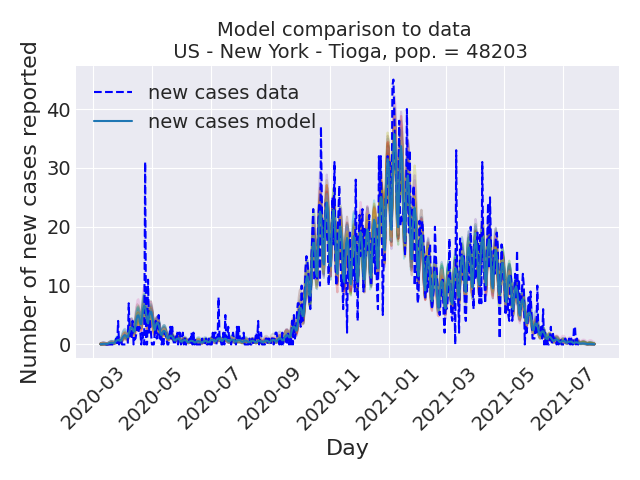 Model comparison to data
US - New York - Tioga, pop. = 48203
Number of new cases reported
40
30
20
10
0
new cases data
new cases model
2020-03
2020-05
2020-07
2020-09
2020-11
2021-01
2021-03
2021-05
2021-07
Day